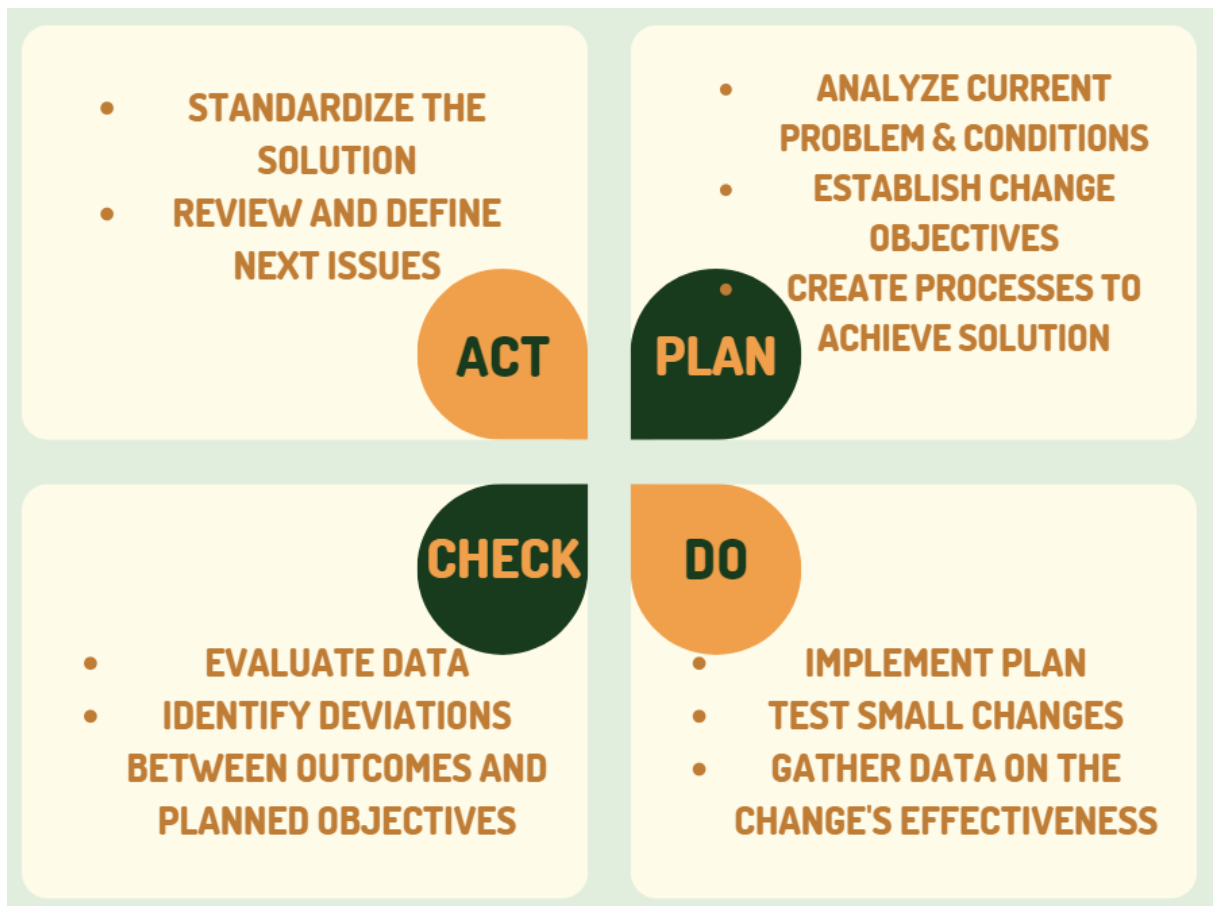 • STANDARDIZE THE
SOLUTION
• REVIEW AND DEFINE
NEXT ISSUES
ACT
• ANALYZE CURRENT
PROBLEM & CONDITIONS
• ESTABLISH CHANGE
OBJECTIVES
• CREATE PROCESSES TO
ACHIEVE SOLUTION
PLAN
CHECK
• EVALUATE DATA
• IDENTIFY DEVIATIONS
BETWEEN OUTCOMES AND
PLANNED OBJECTIVES
DO
• IMPLEMENT PLAN
• TEST SMALL CHANGES
• GATHER DATA ON THE
CHANGE'S EFFECTIVENESS